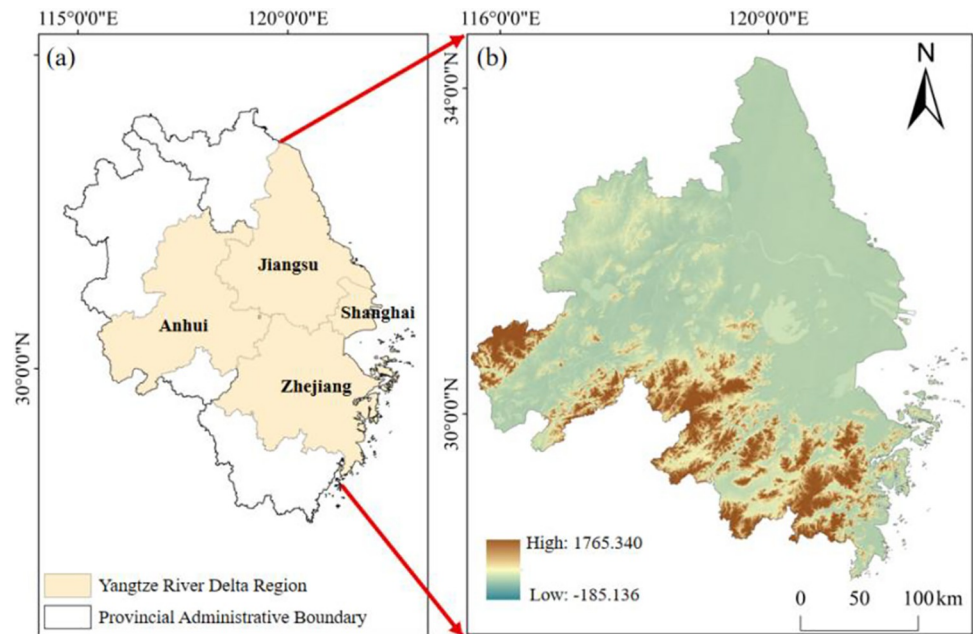 115°0'0"N
120°0'0"N
(a)
30°0'0"N
Jiangsu
Shanghai
Anhui
Zhejiang
Yangtze River Delta Region
Provincial Administrative Boundary
116°0'0"N
120°0'0"N
(b)
N
34°0'0"N
30°0'0"N
High: 1765.340
Low: -185.136
0 50 100 km